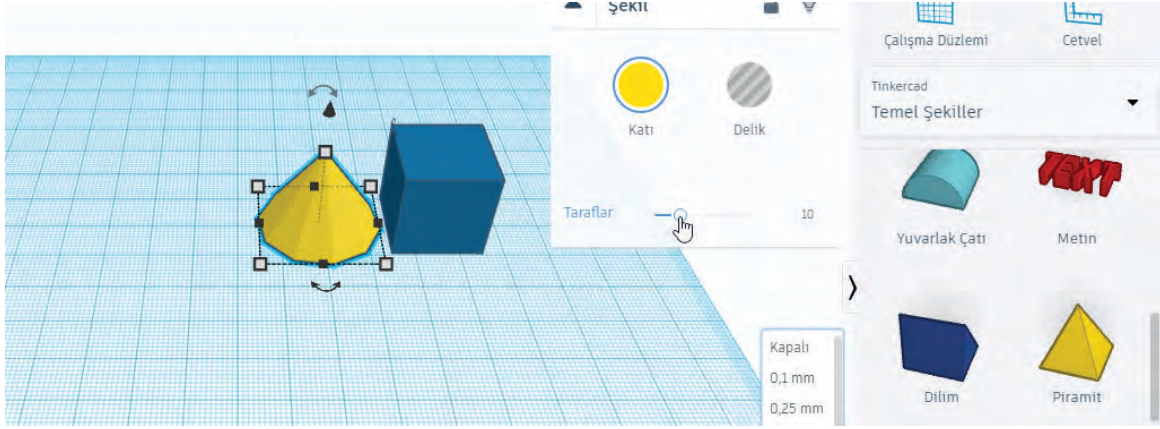 Şekil
Katı
Delik
Taraflar
10
Kapalı
0,1 mm
0,25 mm
Çalışma Düzlemi
Cetvel
Tinkercad
Temel Şekiller
TEXT
Yuvarlak Çatı
Metin
Dilim
Piramit